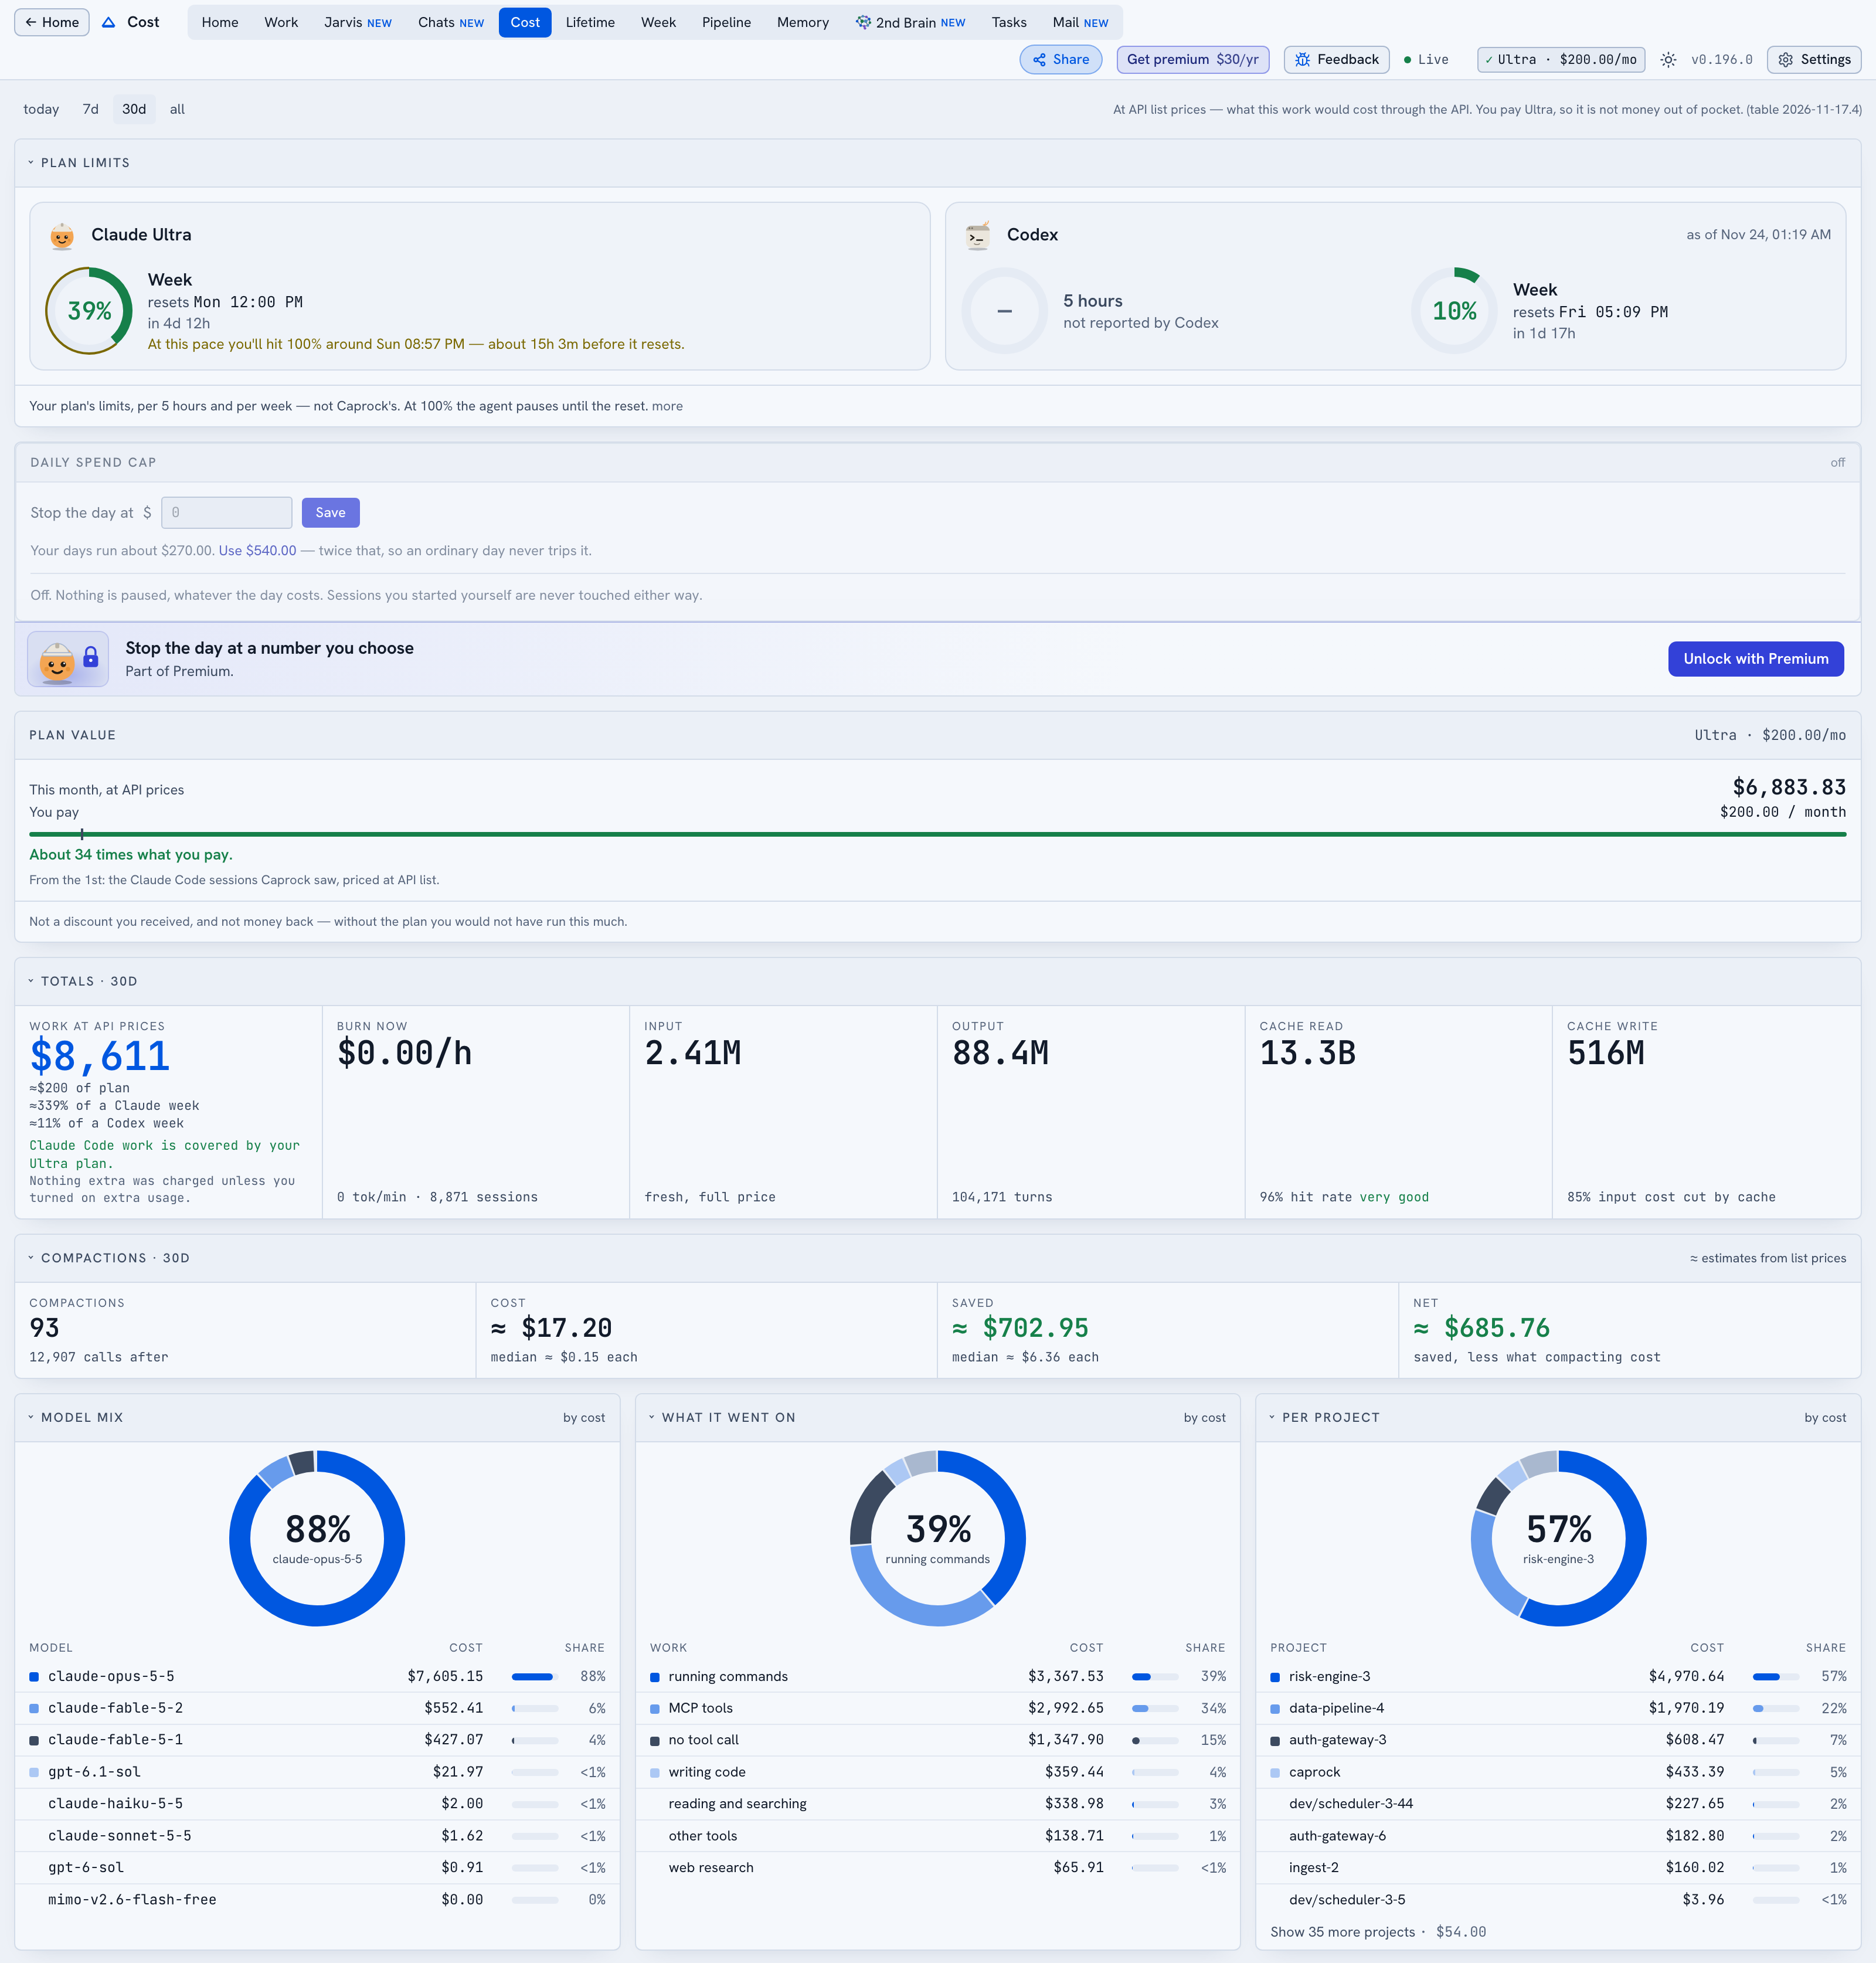 ← Home
Cost
Home
Work
Jarvis NEW
Chats NEW
Cost
Lifetime
Week
Pipeline
Memory
2nd Brain NEW
Tasks
Mail NEW
Share
Get premium $30/yr
Feedback
● Live
✓ Ultra · $200.00/mo
v0.196.0
Settings
today
7d
30d
all
At API list prices — what this work would cost through the API. You pay Ultra, so it is not money out of pocket. (table 2026-11-17.4)
PLAN LIMITS
Claude Ultra
39%
Week
resets Mon 12:00 PM
in 4d 12h
At this pace you'll hit 100% around Sun 08:57 PM — about 15h 3m before it resets.
Codex
as of Nov 24, 01:19 AM
—
5 hours
not reported by Codex
10%
Week
resets Fri 05:09 PM
in 1d 17h
Your plan's limits, per 5 hours and per week — not Caprock's. At 100% the agent pauses until the reset. more
DAILY SPEND CAP
off
Stop the day at $ 0 Save
Your days run about $270.00. Use $540.00 — twice that, so an ordinary day never trips it.
Off. Nothing is paused, whatever the day costs. Sessions you started yourself are never touched either way.
Stop the day at a number you choose
Part of Premium.
Unlock with Premium
PLAN VALUE
Ultra · $200.00/mo
This month, at API prices
$6,883.83
You pay
$200.00 / month
About 34 times what you pay.
From the 1st: the Claude Code sessions Caprock saw, priced at API list.
Not a discount you received, and not money back — without the plan you would not have run this much.
TOTALS · 30D
WORK AT API PRICES
$8,611
≈$200 of plan
≈339% of a Claude week
≈11% of a Codex week
Claude Code work is covered by your
Ultra plan.
Nothing extra was charged unless you
turned on extra usage.
BURN NOW
$0.00/h
0 tok/min · 8,871 sessions
INPUT
2.41M
fresh, full price
OUTPUT
88.4M
104,171 turns
CACHE READ
13.3B
96% hit rate very good
CACHE WRITE
516M
85% input cost cut by cache
COMPACTIONS · 30D
≈ estimates from list prices
COMPACTIONS
93
12,907 calls after
COST
≈ $17.20
median ≈ $0.15 each
SAVED
≈ $702.95
median ≈ $6.36 each
NET
≈ $685.76
saved, less what compacting cost
MODEL MIX
by cost
88%
claude-opus-5-5
MODEL COST SHARE
claude-opus-5-5 $7,605.15 88%
claude-fable-5-2 $552.41 6%
claude-fable-5-1 $427.07 4%
gpt-6.1-sol $21.97 <1%
claude-haiku-5-5 $2.00 <1%
claude-sonnet-5-5 $1.62 <1%
gpt-6-sol $0.91 <1%
mimo-v2.6-flash-free $0.00 0%
WHAT IT WENT ON
by cost
39%
running commands
WORK COST SHARE
running commands $3,367.53 39%
MCP tools $2,992.65 34%
no tool call $1,347.90 15%
writing code $359.44 4%
reading and searching $338.98 3%
other tools $138.71 1%
web research $65.91 <1%
PER PROJECT
by cost
57%
risk-engine-3
PROJECT COST SHARE
risk-engine-3 $4,970.64 57%
data-pipeline-4 $1,970.19 22%
auth-gateway-3 $608.47 7%
caprock $433.39 5%
dev/scheduler-3-44 $227.65 2%
auth-gateway-6 $182.80 2%
ingest-2 $160.02 1%
dev/scheduler-3-5 $3.96 <1%
Show 35 more projects · $54.00